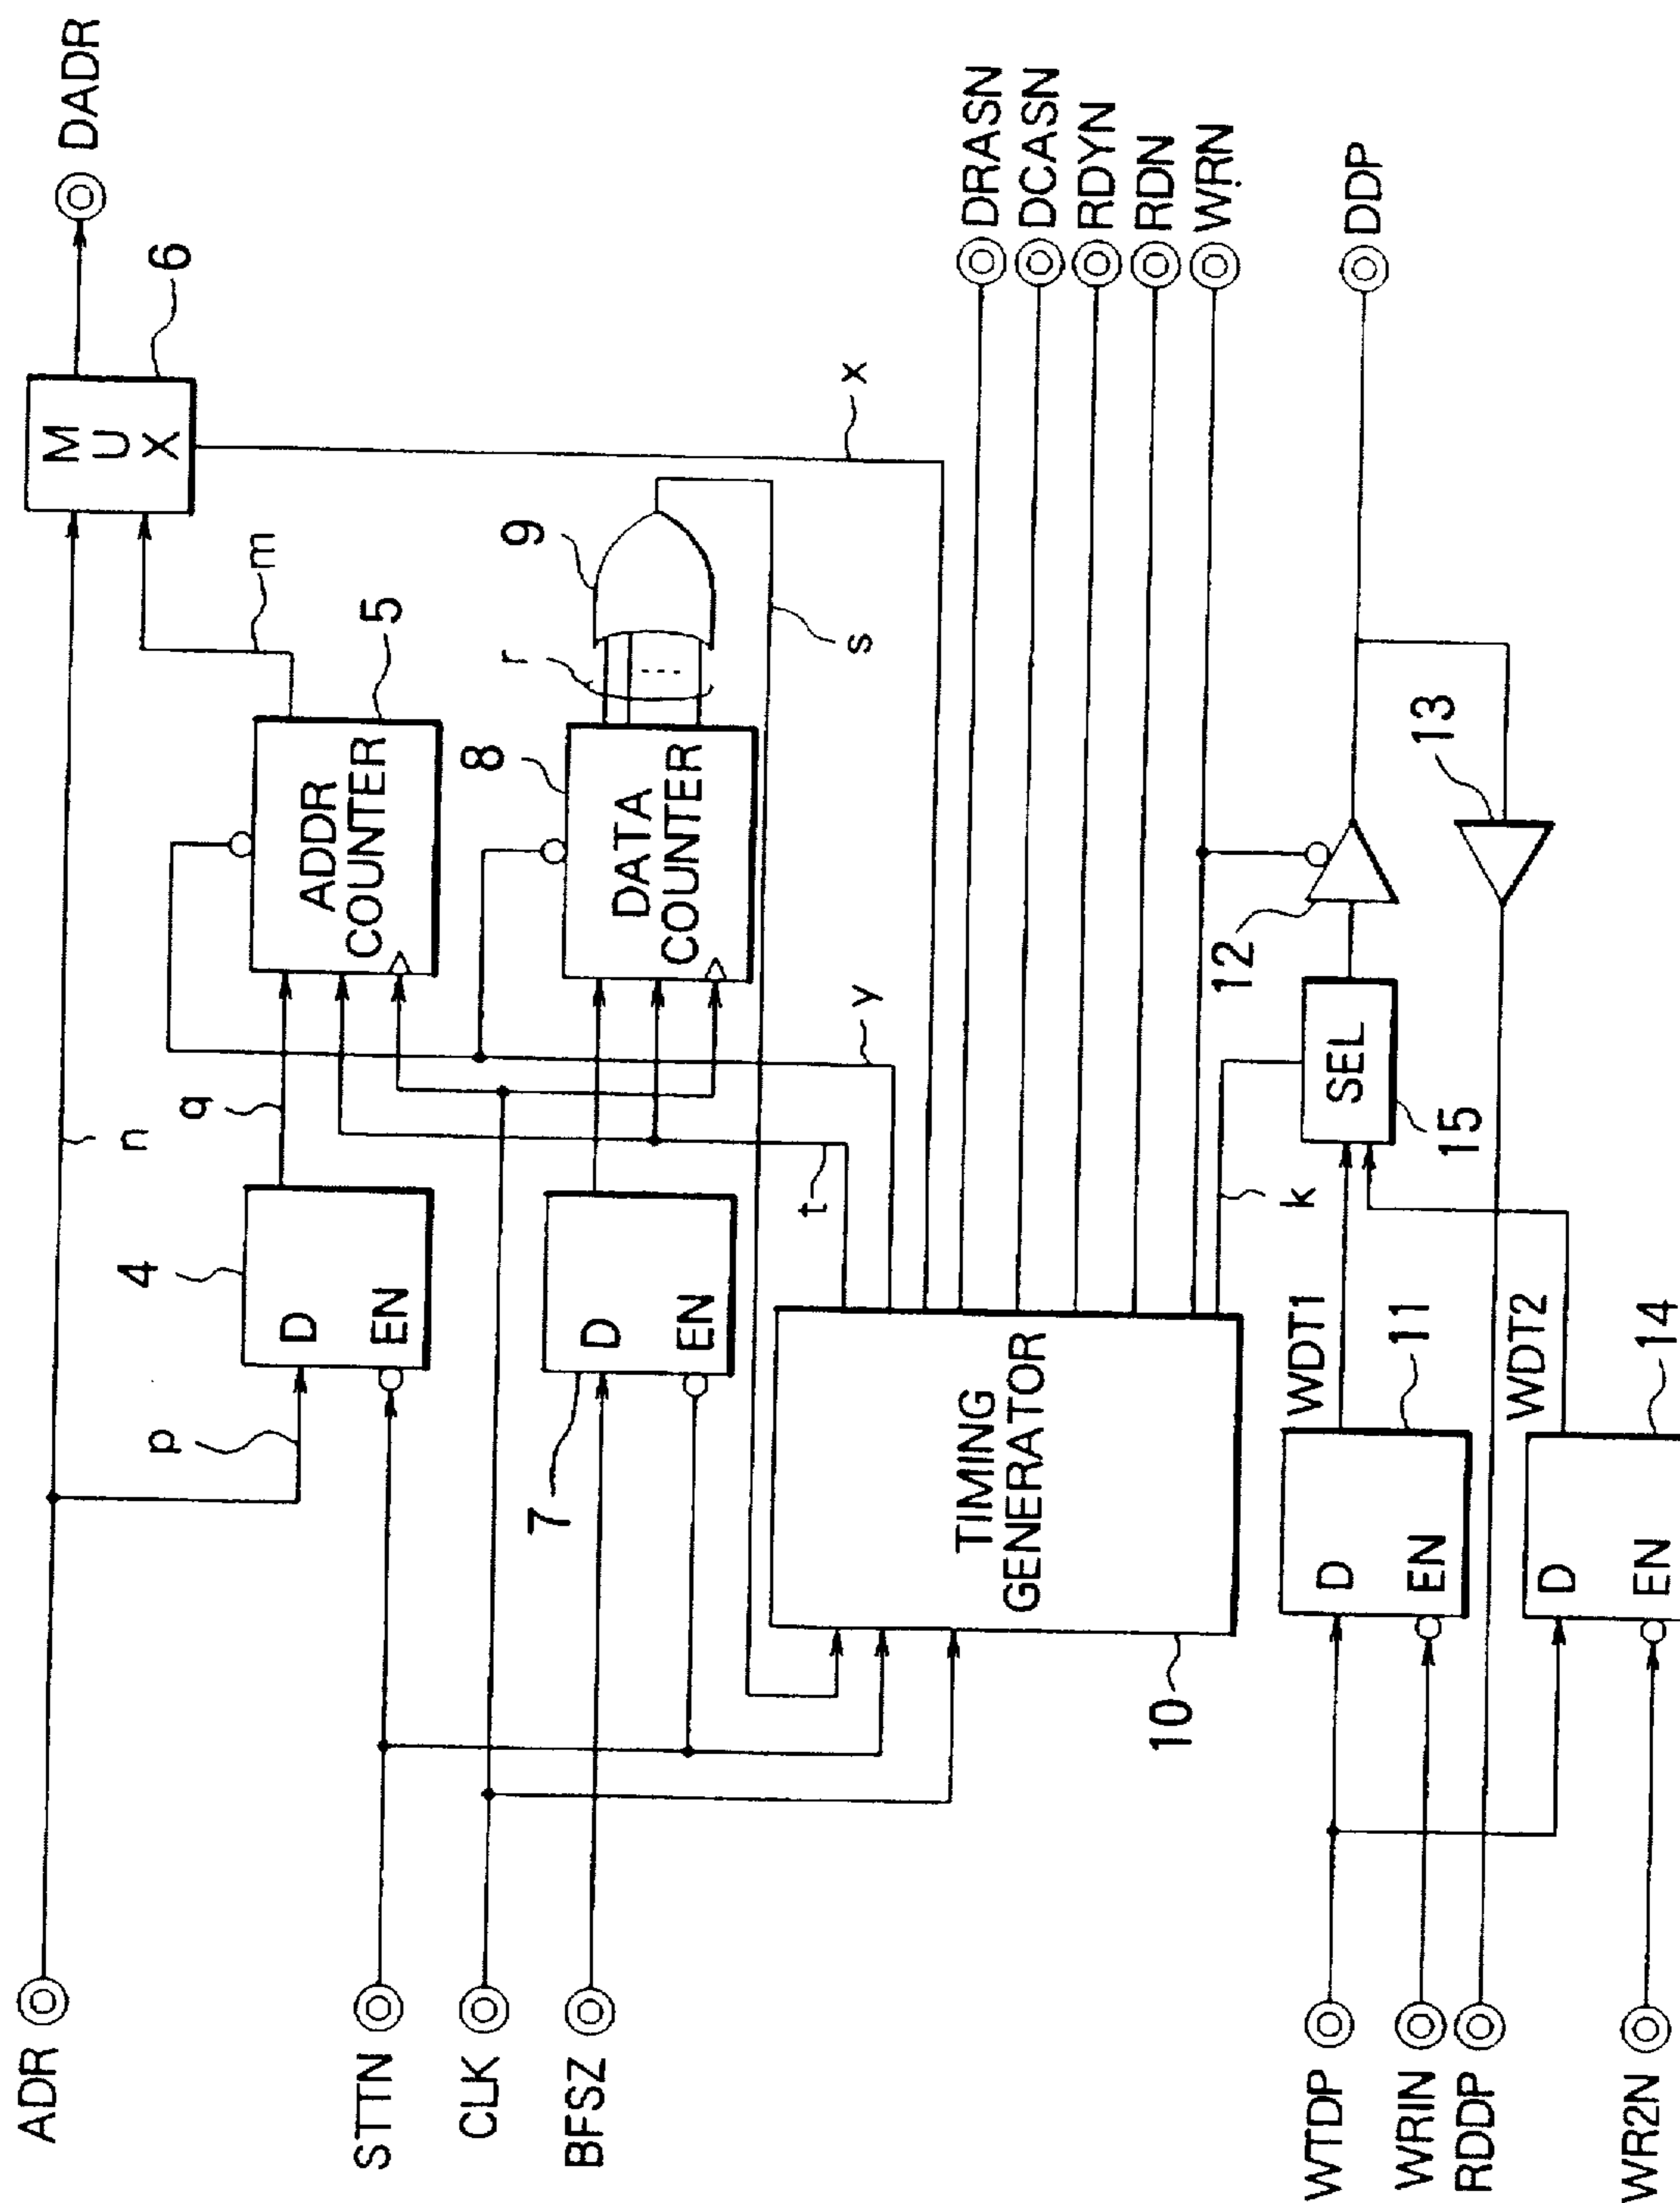 ADR
STTN
CLK
BFSZ
WTDP
WRIN
RDDP
WR2N
p
n
4
D
EN
q
7
D
EN
t
y
ADDR
COUNTER
5
m
8
DATA
COUNTER
r
9
s
M
U
X
6
DADR
x
TIMING
GENERATOR
10
DRASN
DCASN
RDYN
RDN
WRN
k
D
EN
11
WDT1
D
EN
14
WDT2
SEL
15
12
13
DDP